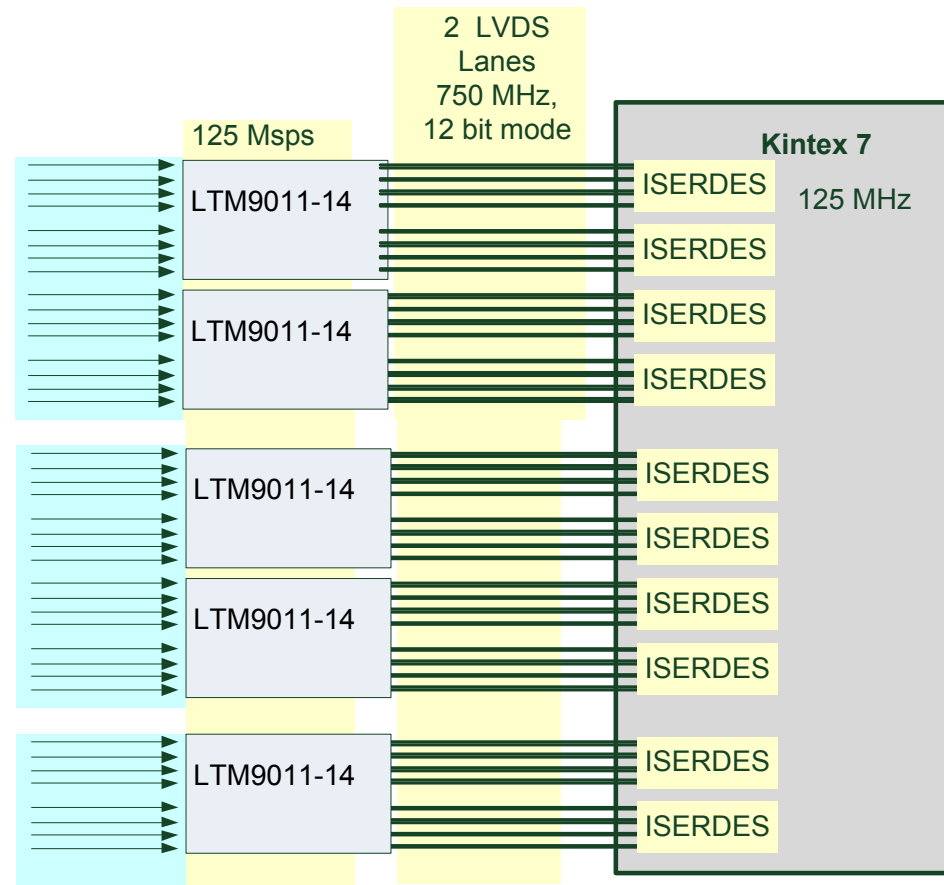 2 LVDS
Lanes
750 MHz,
12 bit mode
125 Msps
Kintex 7
125 MHz
LTM9011-14
ISERDES
ISERDES
LTM9011-14
ISERDES
ISERDES
LTM9011-14
ISERDES
ISERDES
LTM9011-14
ISERDES
ISERDES
LTM9011-14
ISERDES
ISERDES